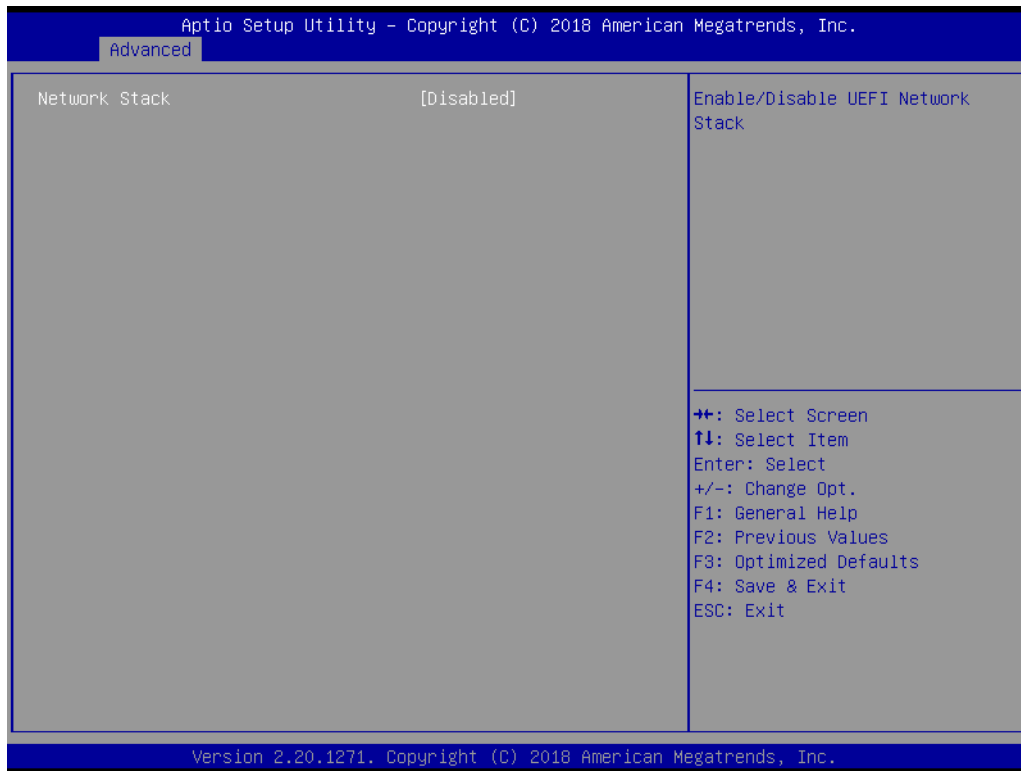 Aptio Setup Utility – Copyright (C) 2018 American Megatrends, Inc.
Advanced
Network Stack [Disabled]
Enable/Disable UEFI Network
Stack
→←: Select Screen
↑↓: Select Item
Enter: Select
+/-: Change Opt.
F1: General Help
F2: Previous Values
F3: Optimized Defaults
F4: Save & Exit
ESC: Exit
Version 2.20.1271. Copyright (C) 2018 American Megatrends, Inc.